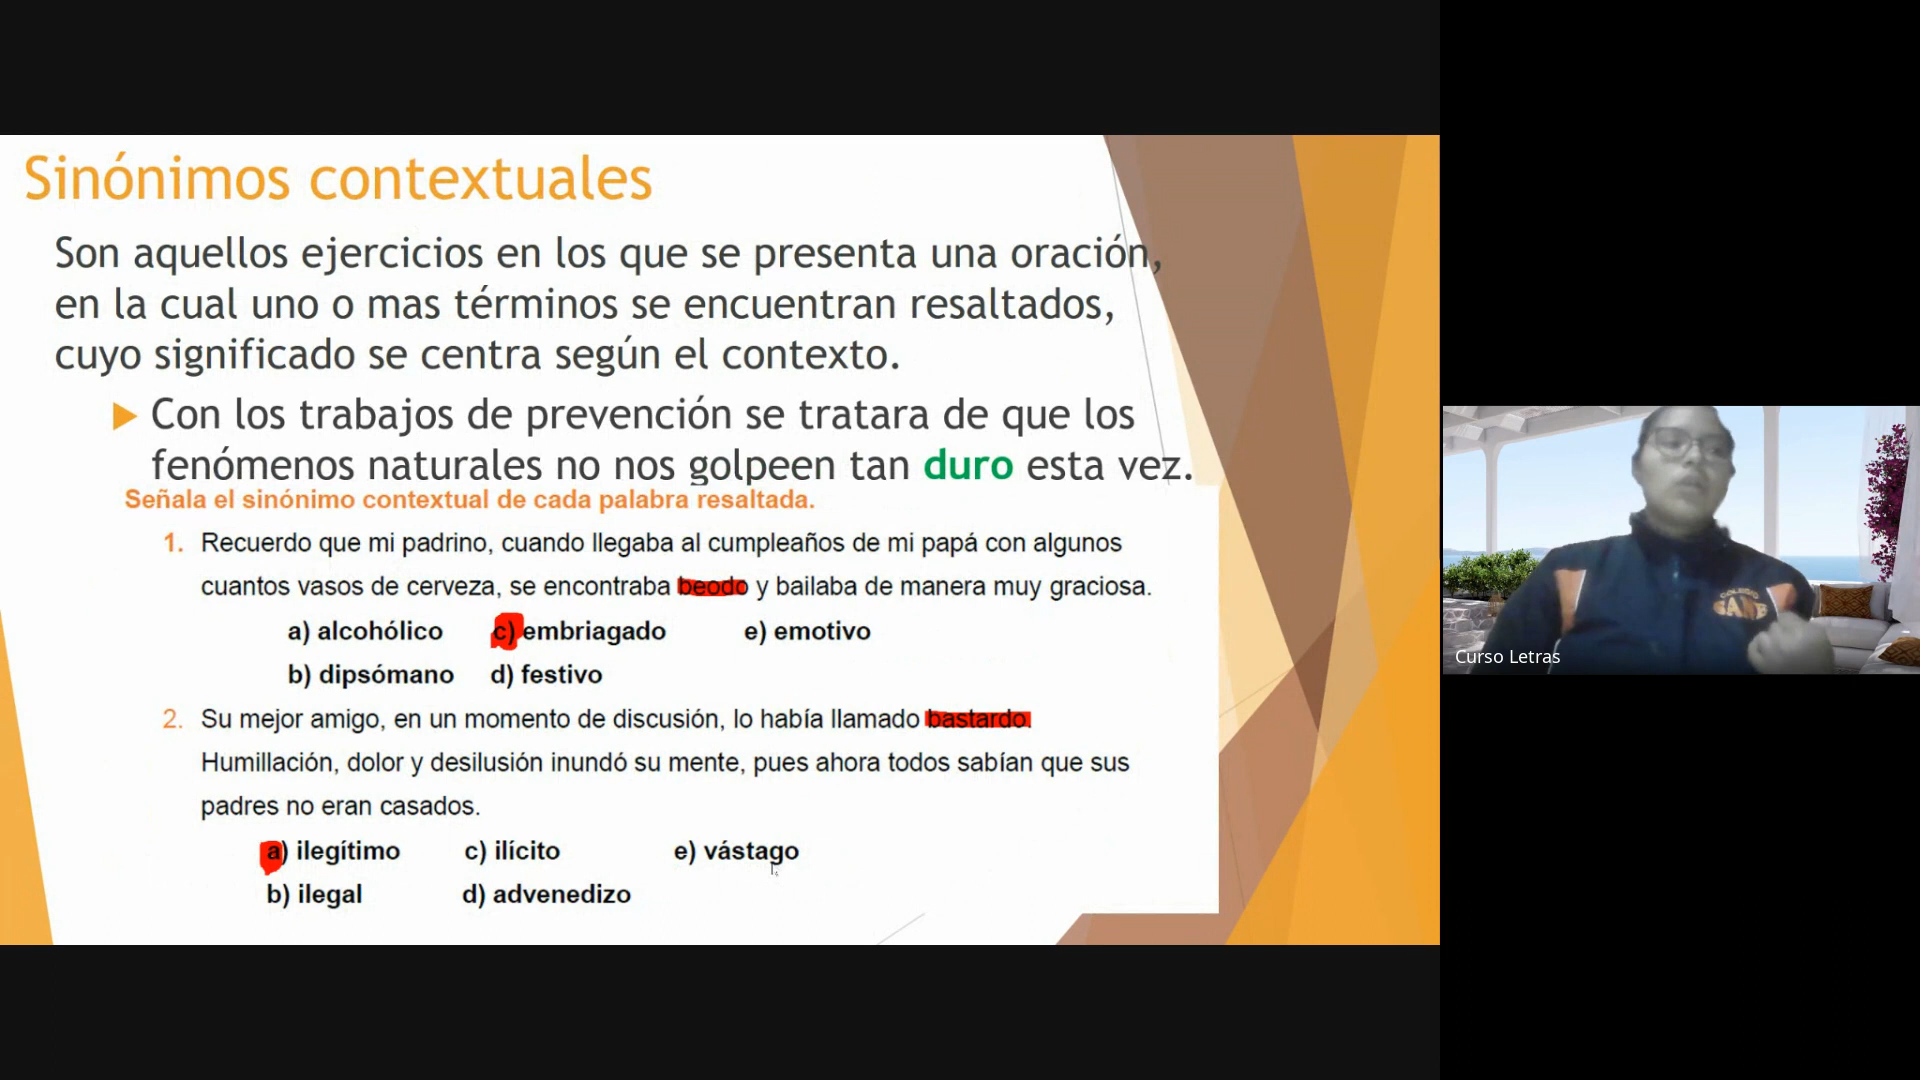 Sinónimos contextuales
Son aquellos ejercicios en los que se presenta una oración,
en la cual uno o mas términos se encuentran resaltados,
cuyo significado se centra según el contexto.
Con los trabajos de prevención se tratara de que los
fenómenos naturales no nos golpeen tan duro esta vez.
Señala el sinónimo contextual de cada palabra resaltada.
1. Recuerdo que mi padrino, cuando llegaba al cumpleaños de mi papá con algunos
cuantos vasos de cerveza, se encontraba beodo y bailaba de manera muy graciosa.
a) alcohólico c) embriagado e) emotivo
b) dipsómano d) festivo
2. Su mejor amigo, en un momento de discusión, lo había llamado bastardo.
Humillación, dolor y desilusión inundó su mente, pues ahora todos sabían que sus
padres no eran casados.
a) ilegítimo c) ilícito e) vástago
b) ilegal d) advenedizo
COLEGIO
Curso Letras